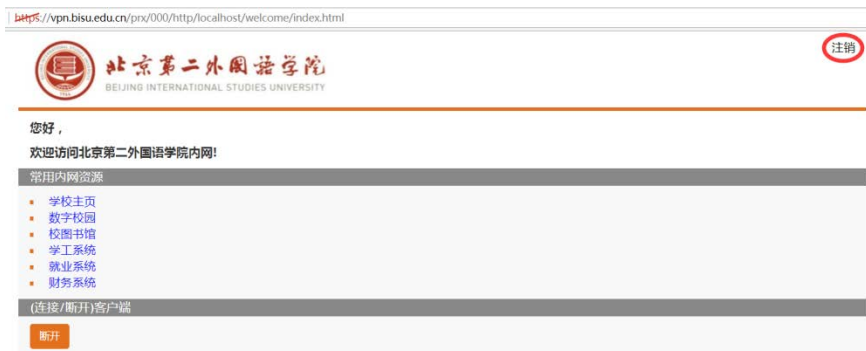 https://vpn.bisu.edu.cn/prx/000/http/localhost/welcome/index.html
注销
北京第二外国语学院
BEIJING INTERNATIONAL STUDIES UNIVERSITY
您好，
欢迎访问北京第二外国语学院内网!
常用内网资源
学校主页
数字校园
校图书馆
学工系统
就业系统
财务系统
(连接/断开)客户端
断开